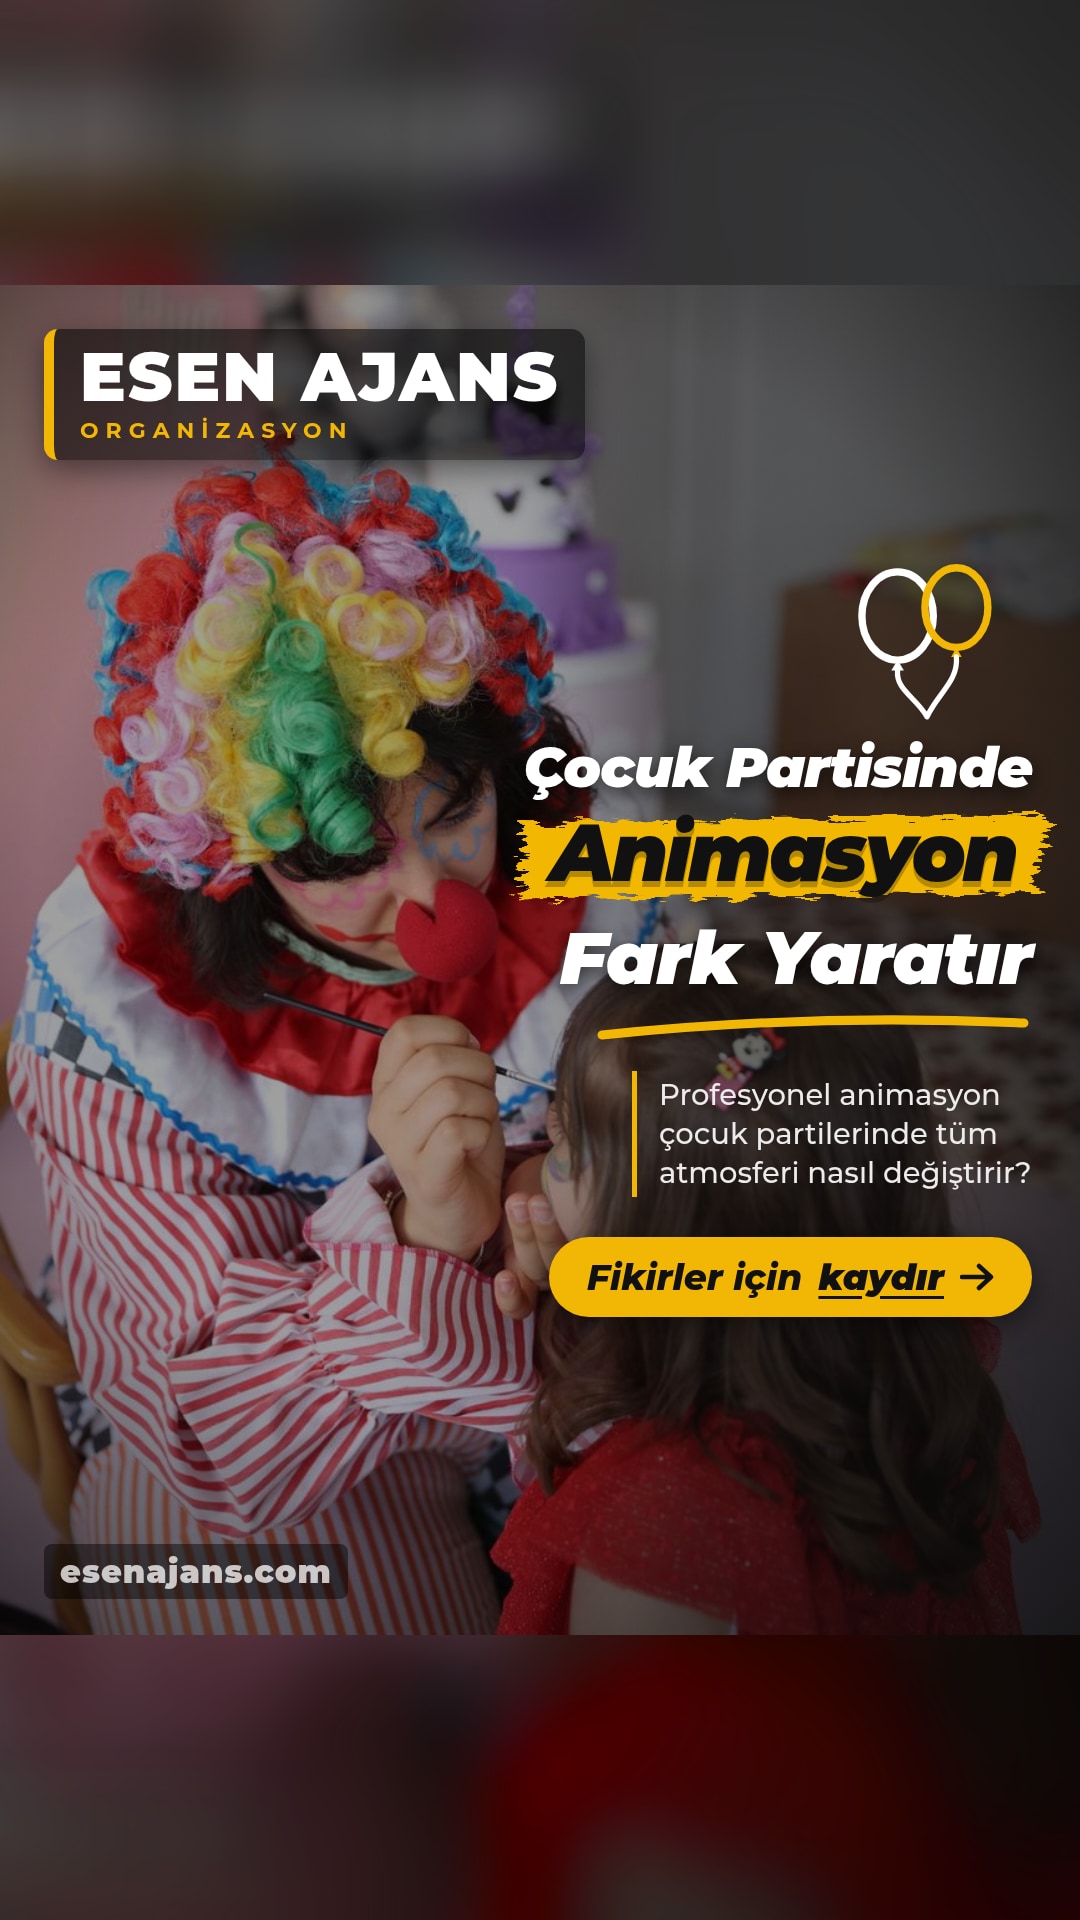 ESEN AJANS
ORGANİZASYON
Çocuk Partisinde
Animasyon
Fark Yaratır
Profesyonel animasyon
çocuk partilerinde tüm
atmosferi nasıl değiştirir?
Fikirler için kaydır →
esenajans.com